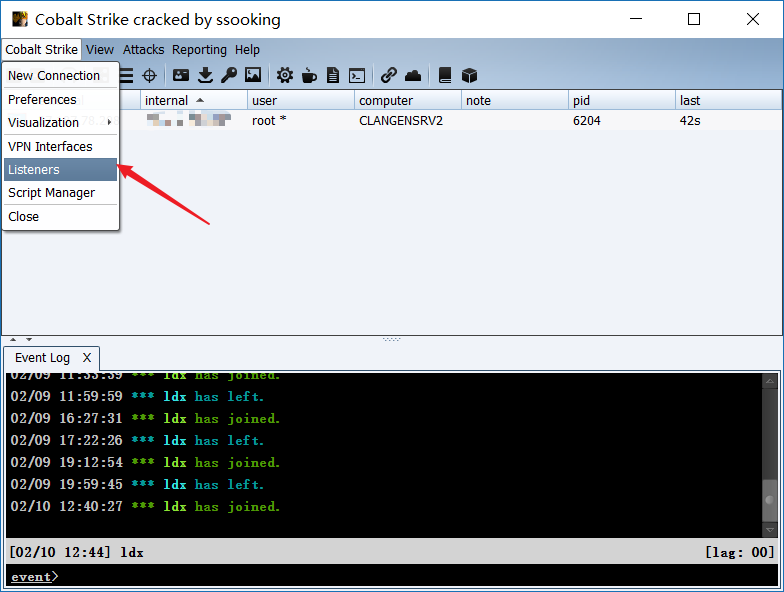 Cobalt Strike cracked by ssooking
Cobalt Strike View Attacks Reporting Help
New Connection
Preferences
Visualization
VPN Interfaces
Listeners
Script Manager
Close
internal user computer note pid last
root * CLANGENSRV2 6204 42s
Event Log X
02/09 11:53:59 *** ldx has joined.
02/09 11:59:59 *** ldx has left.
02/09 16:27:31 *** ldx has joined.
02/09 17:22:26 *** ldx has left.
02/09 19:12:54 *** ldx has joined.
02/09 19:59:45 *** ldx has left.
02/10 12:40:27 *** ldx has joined.
[02/10 12:44] ldx [lag: 00]
event>